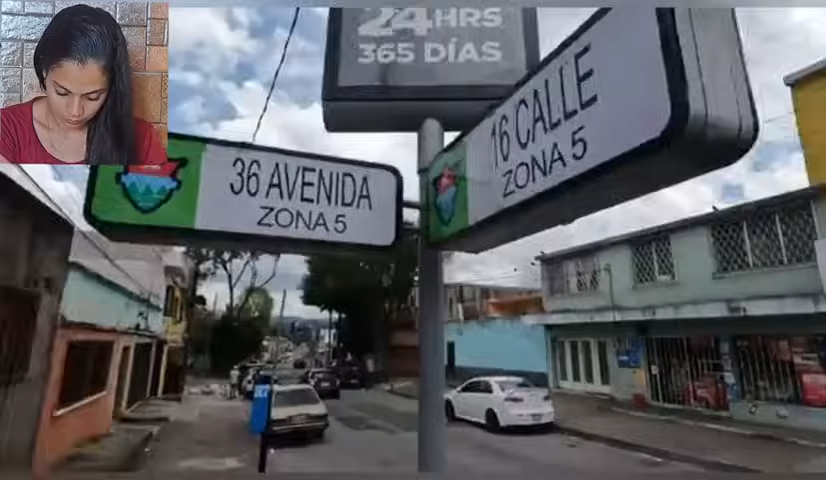 24 HRS
365 DÍAS
36 AVENIDA
ZONA 5
16 CALLE
ZONA 5